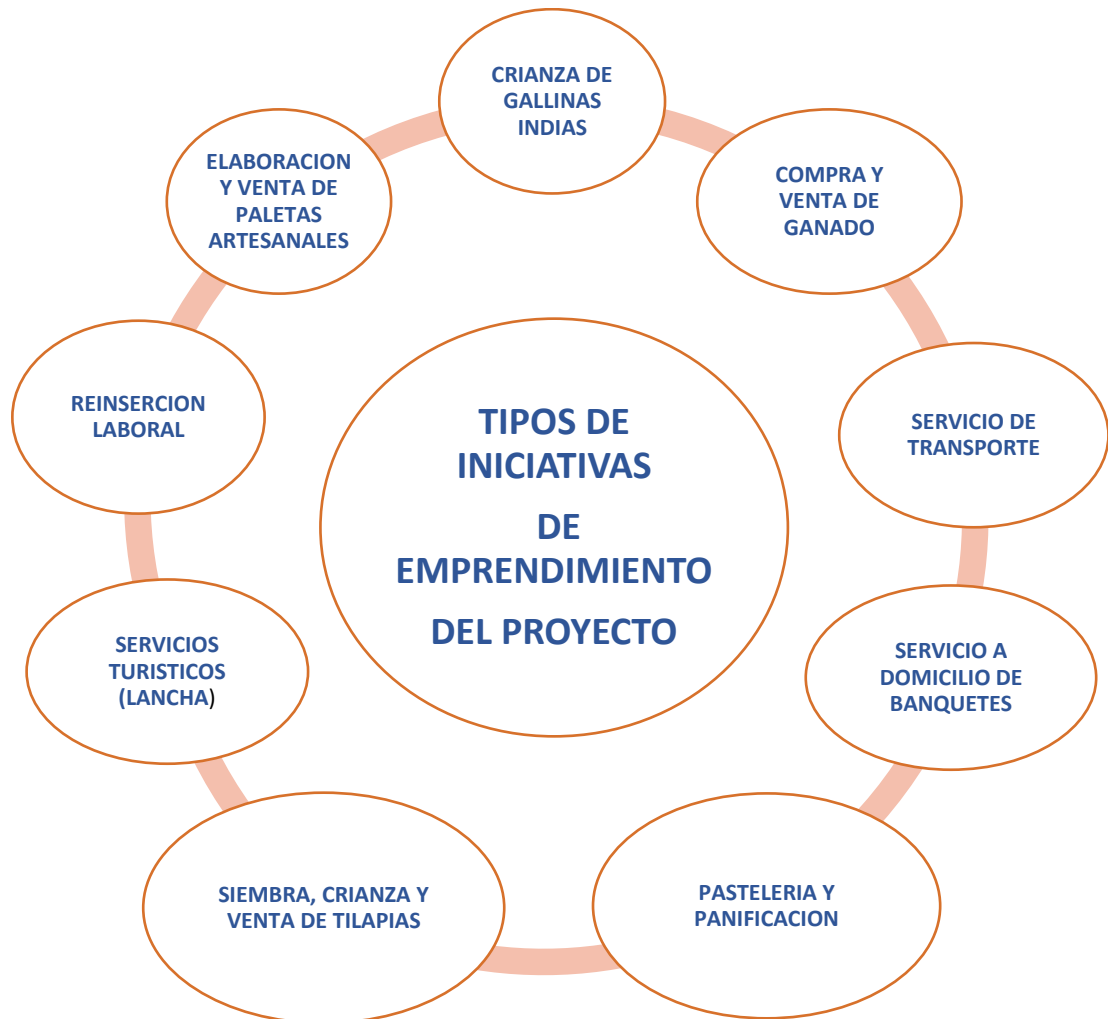 CRIANZA DE
GALLINAS
INDIAS
COMPRA Y
VENTA DE
GANADO
SERVICIO DE
TRANSPORTE
SERVICIO A
DOMICILIO DE
BANQUETES
PASTELERIA Y
PANIFICACION
SIEMBRA, CRIANZA Y
VENTA DE TILAPIAS
SERVICIOS
TURISTICOS
(LANCHA)
REINSERCION
LABORAL
ELABORACION
Y VENTA DE
PALETAS
ARTESANALES
TIPOS DE
INICIATIVAS
DE
EMPRENDIMIENTO
DEL PROYECTO